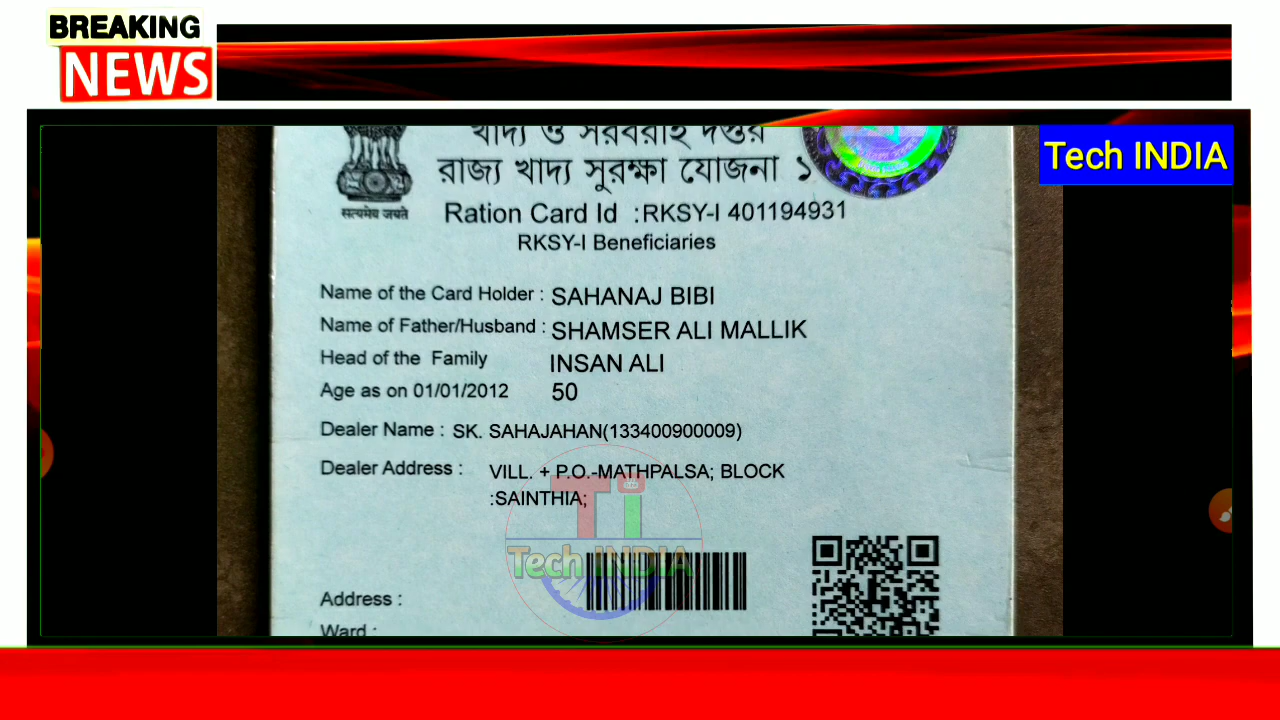 BREAKING
NEWS
Tech INDIA
খাদ্য ও সরবরাহ দপ্তর
রাজ্য খাদ্য সুরক্ষা যোজনা ১
सत्यमेव जयते
Ration Card Id :RKSY-I 401194931
RKSY-I Beneficiaries
Name of the Card Holder : SAHANAJ BIBI
Name of Father/Husband : SHAMSER ALI MALLIK
Head of the Family INSAN ALI
Age as on 01/01/2012 50
Dealer Name : SK. SAHAJAHAN(133400900009)
Dealer Address : VILL. + P.O.-MATHPALSA; BLOCK
:SAINTHIA;
Ti
Tech INDIA
Address :
Ward :